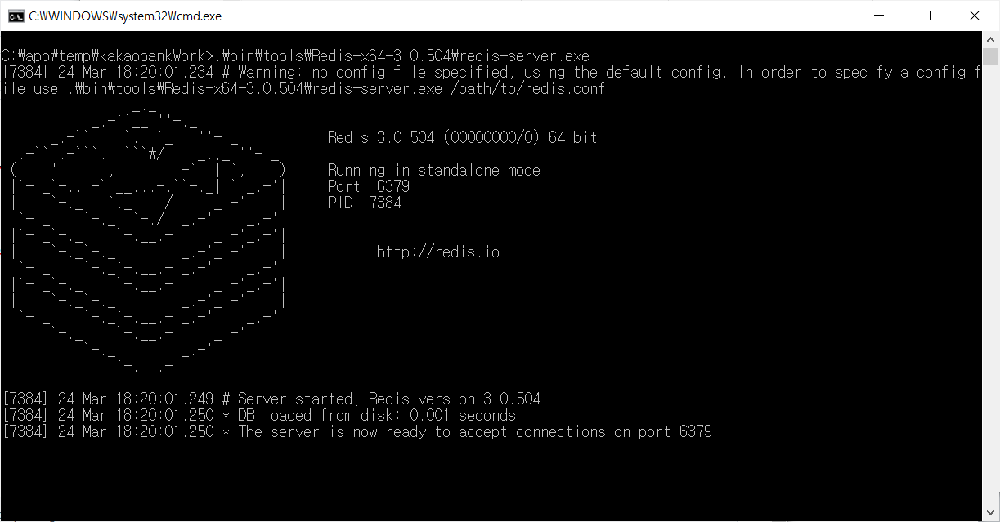 C:\WINDOWS\system32\cmd.exe
C:\app\temp\kakaobankWork>.\bin\tools\Redis-x64-3.0.504\redis-server.exe
[7384] 24 Mar 18:20:01.234 # Warning: no config file specified, using the default config. In order to specify a config f
ile use .\bin\tools\Redis-x64-3.0.504\redis-server.exe /path/to/redis.conf
Redis 3.0.504 (00000000/0) 64 bit
Running in standalone mode
Port: 6379
PID: 7384
http://redis.io
[7384] 24 Mar 18:20:01.249 # Server started, Redis version 3.0.504
[7384] 24 Mar 18:20:01.250 * DB loaded from disk: 0.001 seconds
[7384] 24 Mar 18:20:01.250 * The server is now ready to accept connections on port 6379